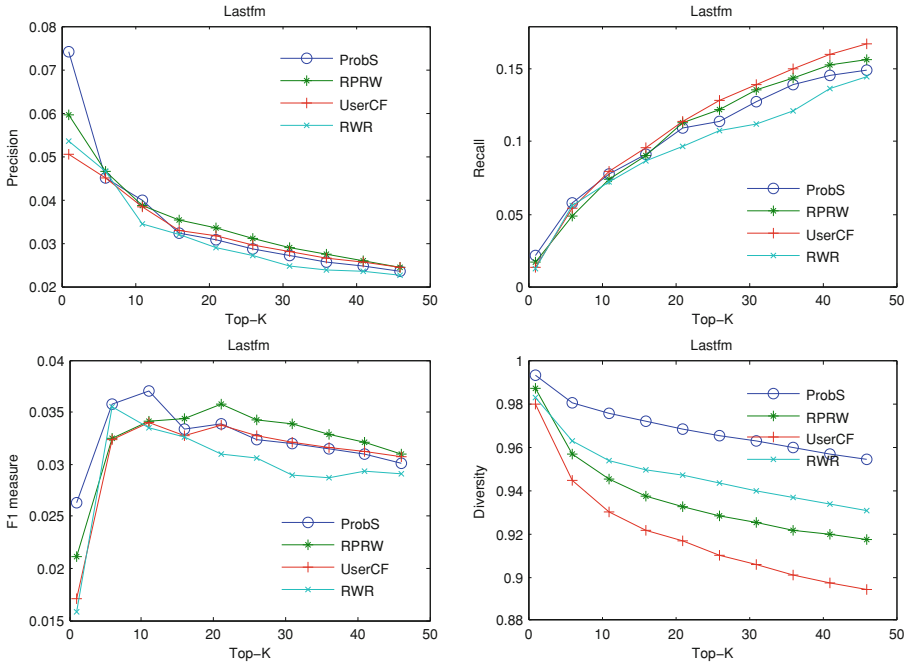 Lastfm
0.08
0.07
0.06
0.05
0.04
0.03
0.02
Precision
ProbS
RPRW
UserCF
RWR
0 10 20 30 40 50
Top-K
Lastfm
0.15
0.1
0.05
0
Recall
ProbS
RPRW
UserCF
RWR
0 10 20 30 40 50
Top-K
Lastfm
0.04
0.035
0.03
0.025
0.02
0.015
F1 measure
ProbS
RPRW
UserCF
RWR
0 10 20 30 40 50
Top-K
Lastfm
1
0.98
0.96
0.94
0.92
0.9
0.88
Diversity
ProbS
RPRW
UserCF
RWR
0 10 20 30 40 50
Top-K